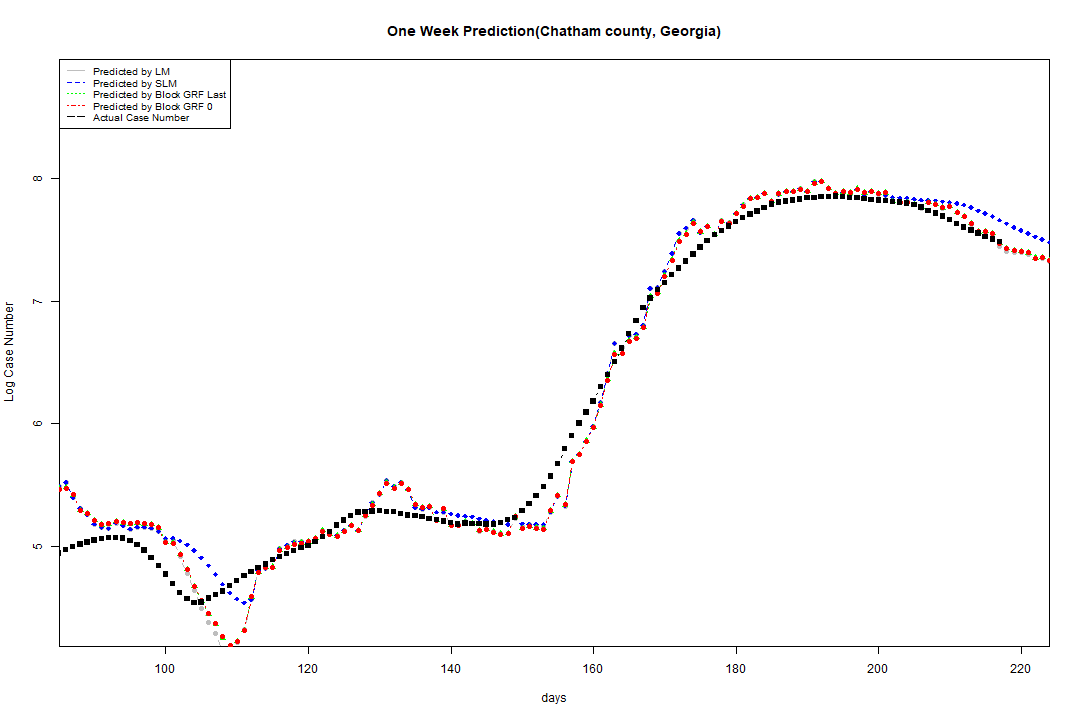 One Week Prediction(Chatham county, Georgia)
Predicted by LM
Predicted by SLM
Predicted by Block GRF Last
Predicted by Block GRF 0
Actual Case Number
Log Case Number
8
7
6
5
100 120 140 160 180 200 220
days